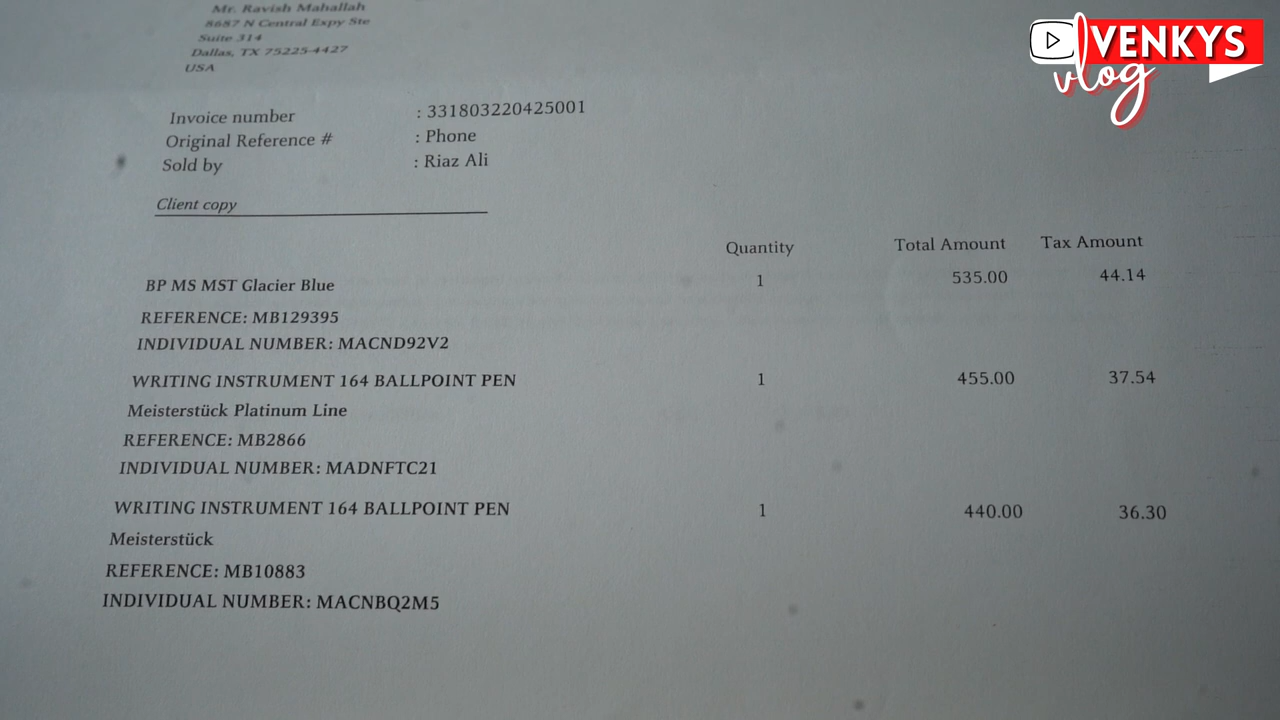 Mr. Ravish Mahallah
8687 N Central Expy Ste
Suite 314
Dallas, TX 75225-4427
USA
VENKYS
vlog
Invoice number : 331803220425001
Original Reference # : Phone
Sold by : Riaz Ali
Client copy
Quantity Total Amount Tax Amount
BP MS MST Glacier Blue 1 535.00 44.14
REFERENCE: MB129395
INDIVIDUAL NUMBER: MACND92V2
WRITING INSTRUMENT 164 BALLPOINT PEN 1 455.00 37.54
Meisterstück Platinum Line
REFERENCE: MB2866
INDIVIDUAL NUMBER: MADNFTC21
WRITING INSTRUMENT 164 BALLPOINT PEN 1 440.00 36.30
Meisterstück
REFERENCE: MB10883
INDIVIDUAL NUMBER: MACNBQ2M5